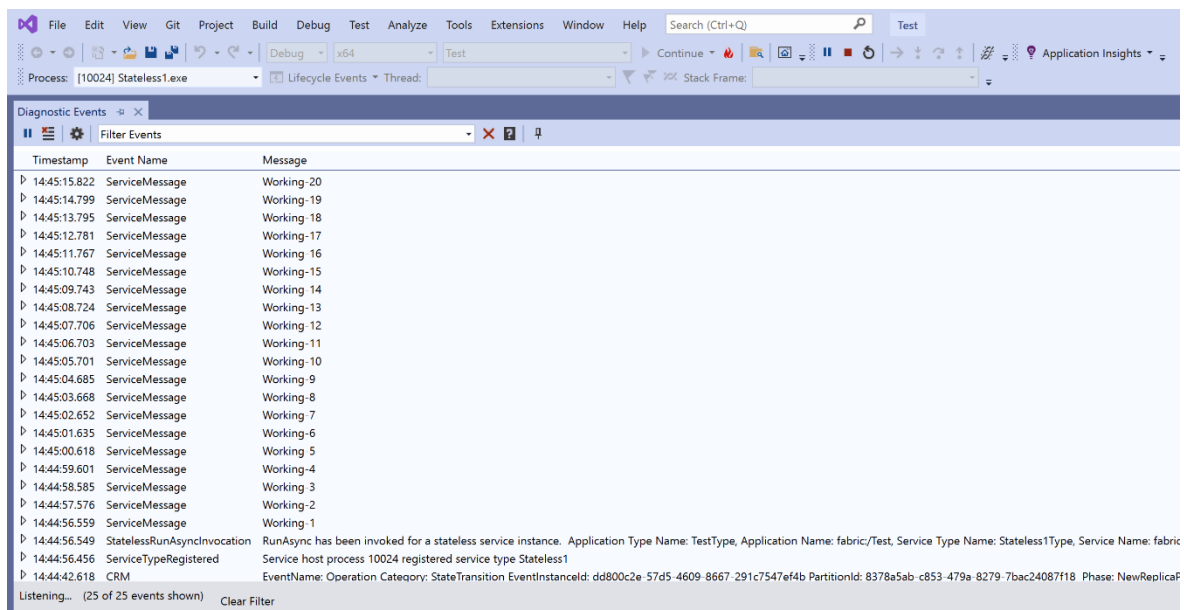 File Edit View Git Project Build Debug Test Analyze Tools Extensions Window Help Search (Ctrl+Q) Test
Debug x64 Test Continue Application Insights
Process: [10024] Stateless1.exe Lifecycle Events Thread: Stack Frame:
Diagnostic Events
Filter Events
Timestamp Event Name Message
14:45:15.822 ServiceMessage Working-20
14:45:14.799 ServiceMessage Working-19
14:45:13.795 ServiceMessage Working-18
14:45:12.781 ServiceMessage Working-17
14:45:11.767 ServiceMessage Working-16
14:45:10.748 ServiceMessage Working-15
14:45:09.743 ServiceMessage Working-14
14:45:08.724 ServiceMessage Working-13
14:45:07.706 ServiceMessage Working-12
14:45:06.703 ServiceMessage Working-11
14:45:05.701 ServiceMessage Working-10
14:45:04.685 ServiceMessage Working-9
14:45:03.668 ServiceMessage Working-8
14:45:02.652 ServiceMessage Working-7
14:45:01.635 ServiceMessage Working-6
14:45:00.618 ServiceMessage Working-5
14:44:59.601 ServiceMessage Working-4
14:44:58.585 ServiceMessage Working-3
14:44:57.576 ServiceMessage Working-2
14:44:56.559 ServiceMessage Working-1
14:44:56.549 StatelessRunAsyncInvocation RunAsync has been invoked for a stateless service instance. Application Type Name: TestType, Application Name: fabric:/Test, Service Type Name: Stateless1Type, Service Name: fabric
14:44:56.456 ServiceTypeRegistered Service host process 10024 registered service type Stateless1
14:44:42.618 CRM EventName: Operation Category: StateTransition EventInstanceId: dd800c2e-57d5-4609-8667-291c7547ef4b PartitionId: 8378a5ab-c853-479a-8279-7bac24087f18 Phase: NewReplicaP
Listening... (25 of 25 events shown) Clear Filter